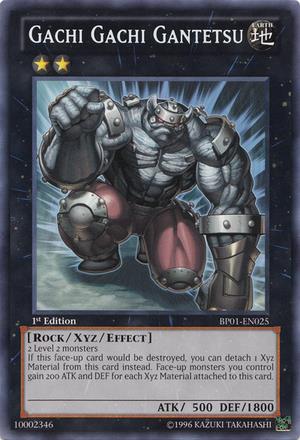 GACHI GACHI GANTETSU
EARTH
地
1st Edition
BP01-EN025
[ROCK/XYZ/EFFECT]
2 Level 2 monsters
If this face-up card would be destroyed, you can detach 1 Xyz
Material from this card instead. Face-up monsters you control
gain 200 ATK and DEF for each Xyz Material attached to this card.
ATK/ 500 DEF/1800
10002346
©1996 KAZUKI TAKAHASHI